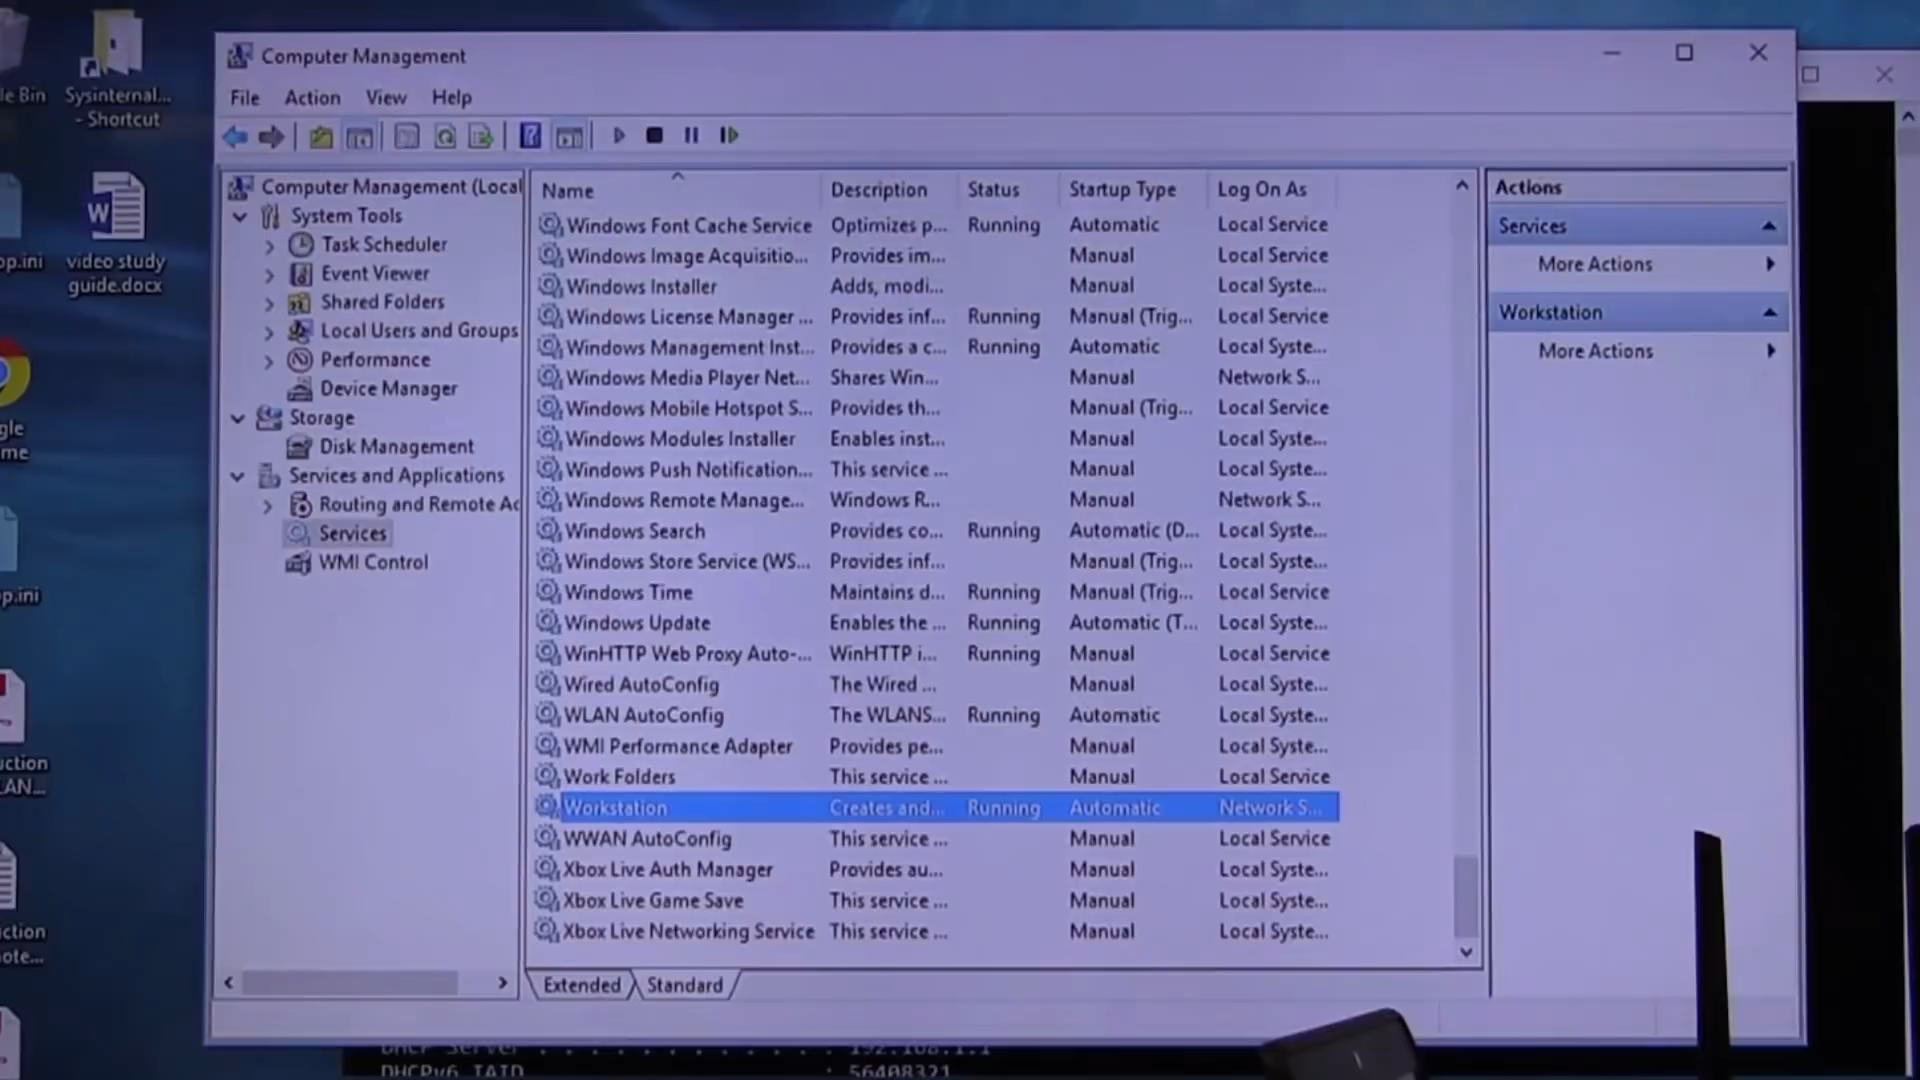 le Bin
Sysinternal...
- Shortcut
op.ini
video study
guide.docx
gle
me
p.ini
uction
LAN...
ction
ote...
Computer Management
File Action View Help
Computer Management (Local
System Tools
Task Scheduler
Event Viewer
Shared Folders
Local Users and Groups
Performance
Device Manager
Storage
Disk Management
Services and Applications
Routing and Remote Ac
Services
WMI Control
Name Description Status Startup Type Log On As
Windows Font Cache Service Optimizes p... Running Automatic Local Service
Windows Image Acquisitio... Provides im... Manual Local Service
Windows Installer Adds, modi... Manual Local Syste...
Windows License Manager ... Provides inf... Running Manual (Trig... Local Service
Windows Management Inst... Provides a c... Running Automatic Local Syste...
Windows Media Player Net... Shares Win... Manual Network S...
Windows Mobile Hotspot S... Provides th... Manual (Trig... Local Service
Windows Modules Installer Enables inst... Manual Local Syste...
Windows Push Notification... This service ... Manual Local Syste...
Windows Remote Manage... Windows R... Manual Network S...
Windows Search Provides co... Running Automatic (D... Local Syste...
Windows Store Service (WS... Provides inf... Manual (Trig... Local Syste...
Windows Time Maintains d... Running Manual (Trig... Local Service
Windows Update Enables the ... Running Automatic (T... Local Syste...
WinHTTP Web Proxy Auto-... WinHTTP i... Running Manual Local Service
Wired AutoConfig The Wired ... Manual Local Syste...
WLAN AutoConfig The WLANS... Running Automatic Local Syste...
WMI Performance Adapter Provides pe... Manual Local Syste...
Work Folders This service ... Manual Local Service
Workstation Creates and... Running Automatic Network S...
WWAN AutoConfig This service ... Manual Local Service
Xbox Live Auth Manager Provides au... Manual Local Syste...
Xbox Live Game Save This service ... Manual Local Syste...
Xbox Live Networking Service This service ... Manual Local Syste...
Extended Standard
Actions
Services
More Actions
Workstation
More Actions
DHCP Server . . . . . . . . . . . : 192.168.1.1
DHCPv6 IAID : 56408321